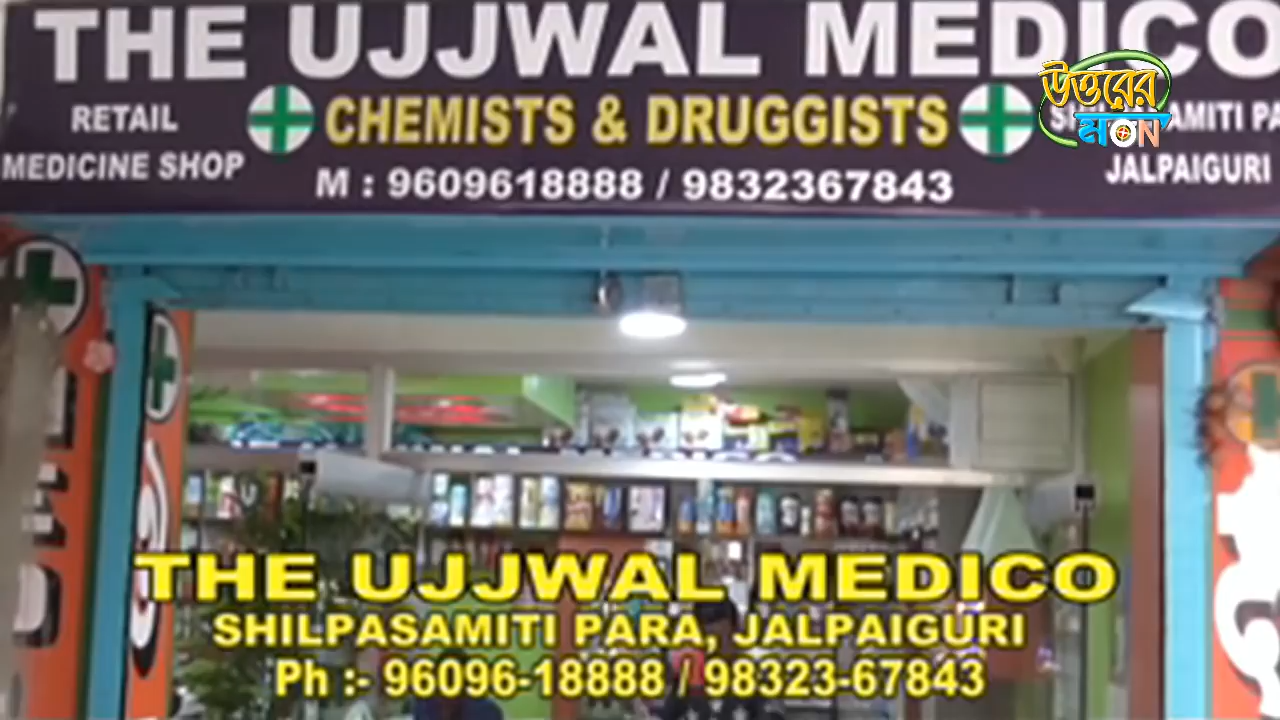 THE UJJWAL MEDICO
RETAIL
MEDICINE SHOP
CHEMISTS & DRUGGISTS
M : 9609618888 / 9832367843
JALPAIGURI
উত্তরের
মন
THE UJJWAL MEDICO
SHILPASAMITI PARA, JALPAIGURI
Ph :- 96096-18888 / 98323-67843